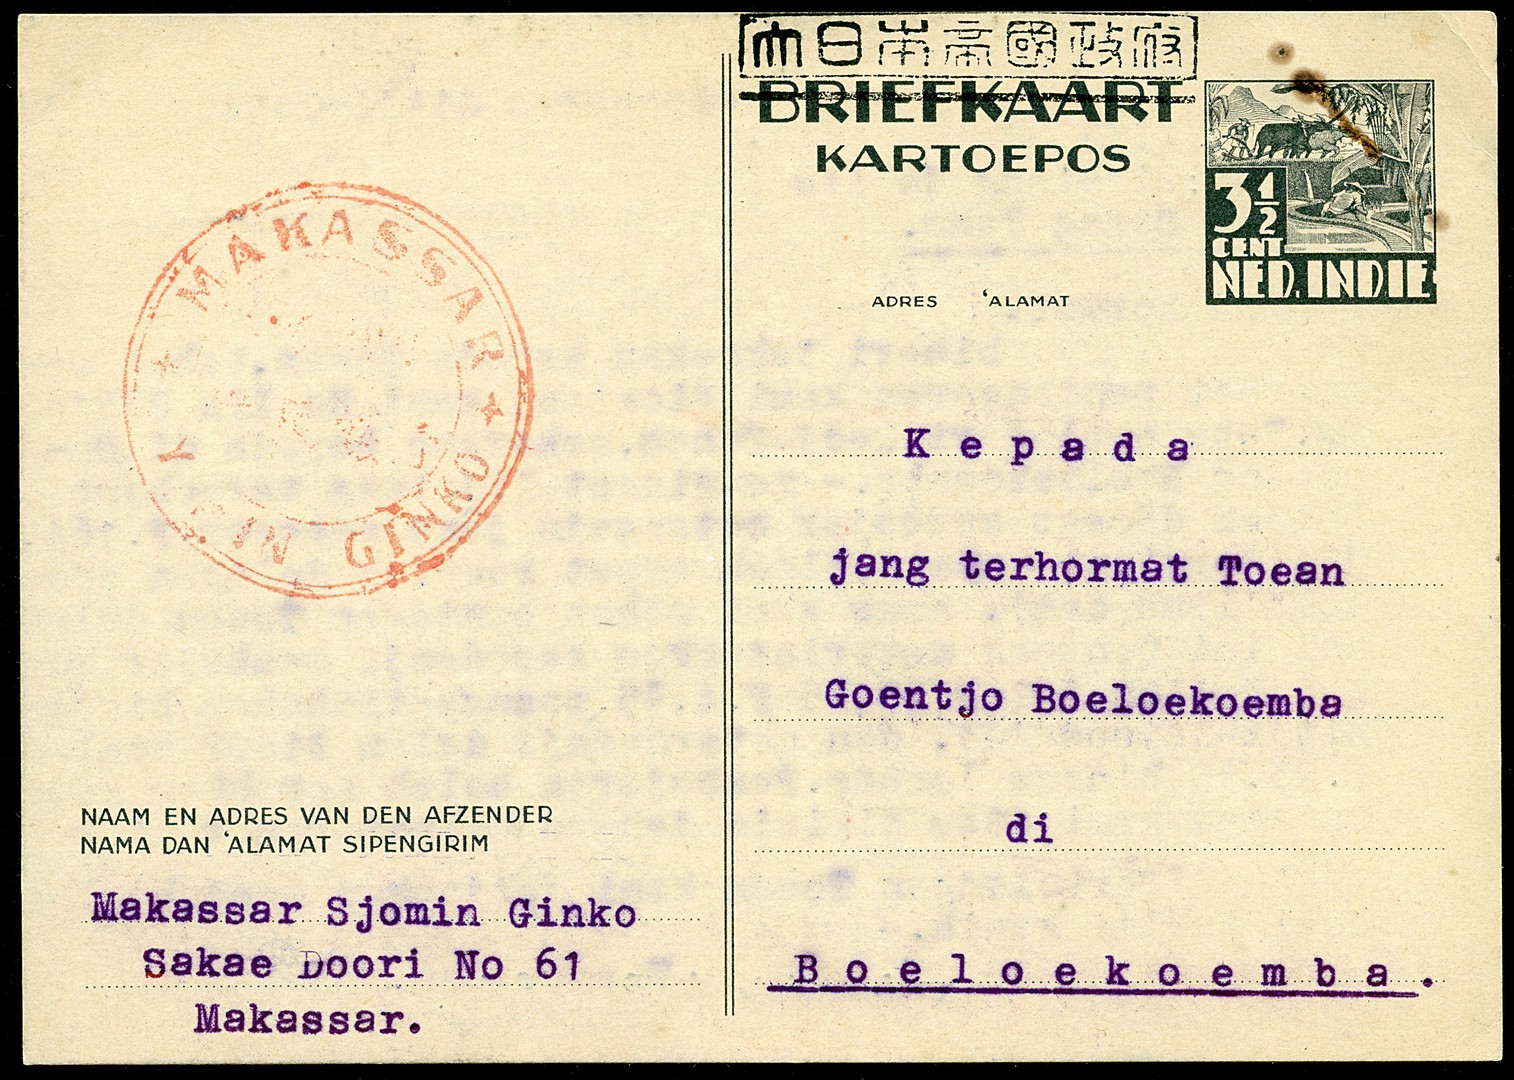 大日本帝國政府
BRIEFKAART
KARTOEPOS
3½
CENT
NED. INDIE
ADRES 'ALAMAT
MAKASSAR
GINKO
Kepada
jang terhormat Toean
Goentjo Boeloekoemba
di
Boeloekoemba.
NAAM EN ADRES VAN DEN AFZENDER
NAMA DAN 'ALAMAT SIPENGIRIM
Makassar Sjomin Ginko
Sakae Doori No 61
Makassar.